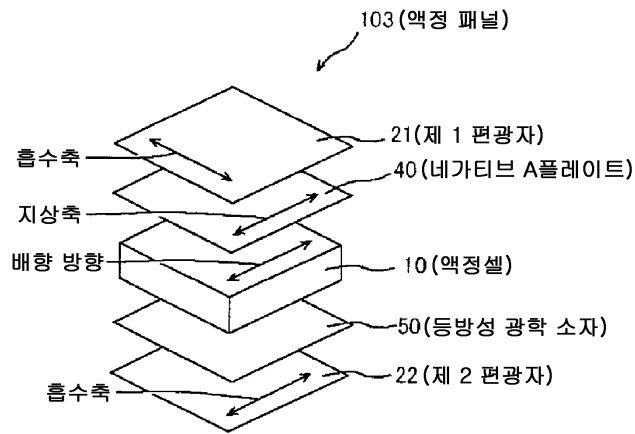 103(액정 패널)
21(제 1 편광자)
흡수축
40(네가티브 A플레이트)
지상축
배향 방향
10(액정셀)
50(등방성 광학 소자)
22(제 2 편광자)
흡수축